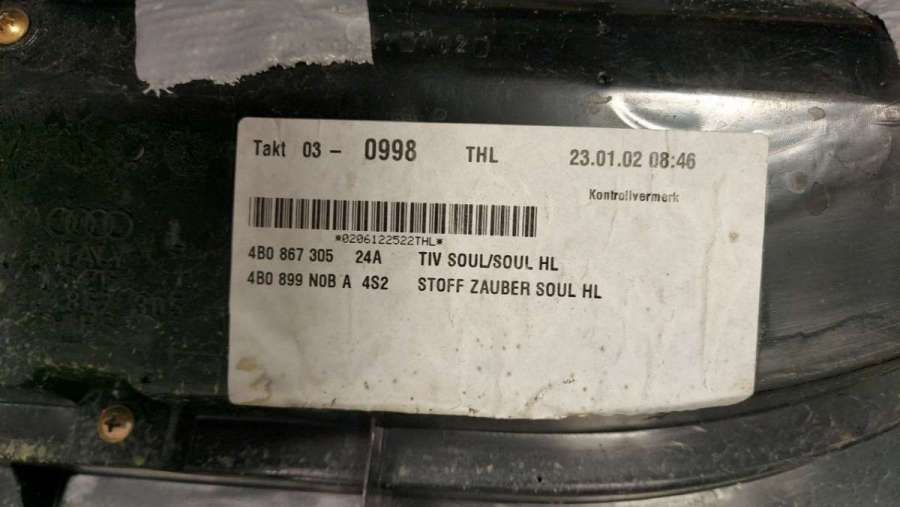 Takt 03 - 0998 THL 23.01.02 08:46
Kontrollvermerk
*0206122522THL*
4B0 867 305 24A TIV SOUL/SOUL HL
4B0 899 N0B A 4S2 STOFF ZAUBER SOUL HL